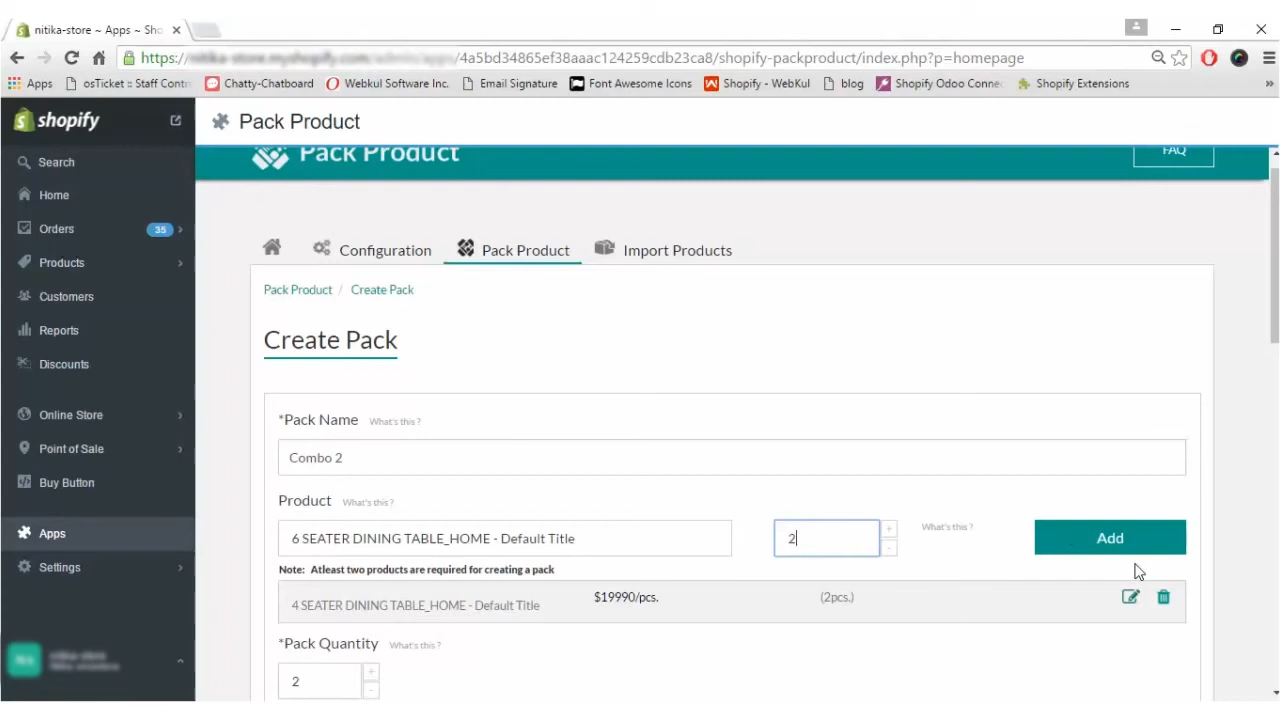 nitika-store ~ Apps ~ Sho
https://
/4a5bd34865ef38aaac124259cdb23ca8/shopify-packproduct/index.php?p=homepage
Apps osTicket :: Staff Contr Chatty-Chatboard Webkul Software Inc. Email Signature Font Awesome Icons Shopify - WebKul blog Shopify Odoo Connec Shopify Extensions »
shopify
Pack Product
Search
Home
Orders 35
Products
Customers
Reports
Discounts
Online Store
Point of Sale
Buy Button
Apps
Settings
Pack Product
FAQ
Configuration Pack Product Import Products
Pack Product / Create Pack
Create Pack
*Pack Name What's this ?
Combo 2
Product What's this ?
6 SEATER DINING TABLE_HOME - Default Title 2 + - What's this ? Add
Note: Atleast two products are required for creating a pack
4 SEATER DINING TABLE_HOME - Default Title $19990/pcs. (2pcs.)
*Pack Quantity What's this ?
2 + -